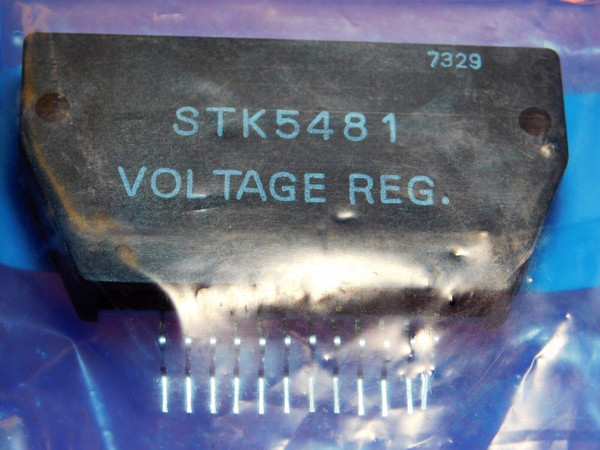 7329
STK5481
VOLTAGE REG.